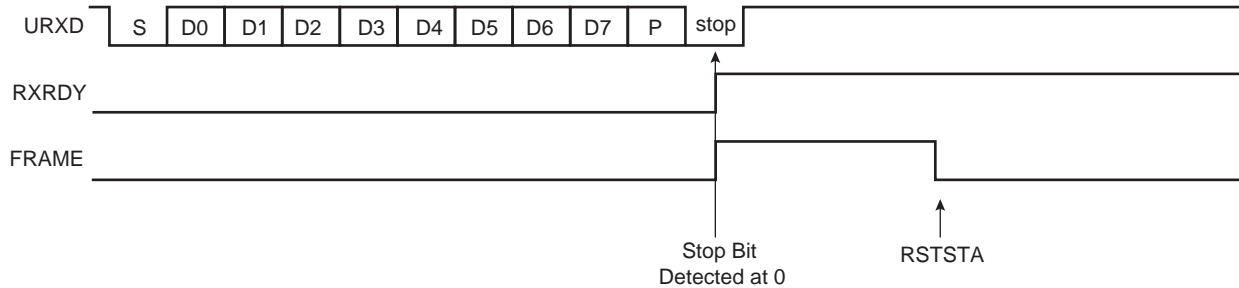 URXD S D0 D1 D2 D3 D4 D5 D6 D7 P stop
RXRDY
FRAME
Stop Bit
Detected at 0
RSTSTA